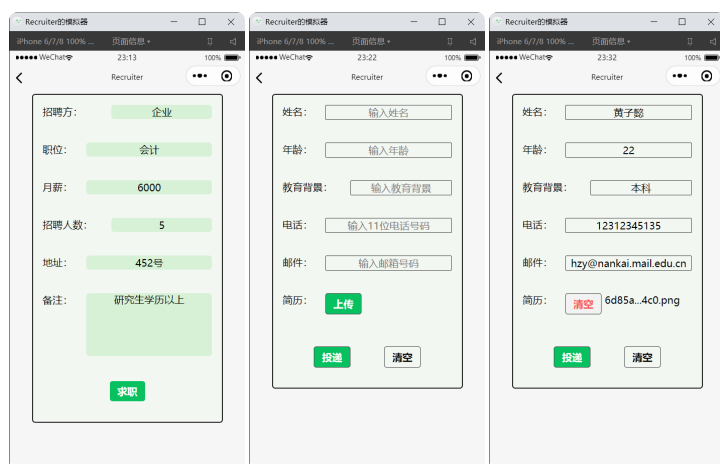 Recruiter的模拟器
iPhone 6/7/8 100% ... 页面信息
WeChat 23:13 100%
Recruiter
招聘方： 企业
职位： 会计
月薪： 6000
招聘人数： 5
地址： 452号
备注： 研究生学历以上
求职
Recruiter的模拟器
iPhone 6/7/8 100% ... 页面信息
WeChat 23:22 100%
Recruiter
姓名： 输入姓名
年龄： 输入年龄
教育背景： 输入教育背景
电话： 输入11位电话号码
邮件： 输入邮箱号码
简历： 上传
投递 清空
Recruiter的模拟器
iPhone 6/7/8 100% ... 页面信息
WeChat 23:32 100%
Recruiter
姓名： 黄子懿
年龄： 22
教育背景： 本科
电话： 12312345135
邮件： hzy@nankai.mail.edu.cn
简历： 清空 6d85a...4c0.png
投递 清空